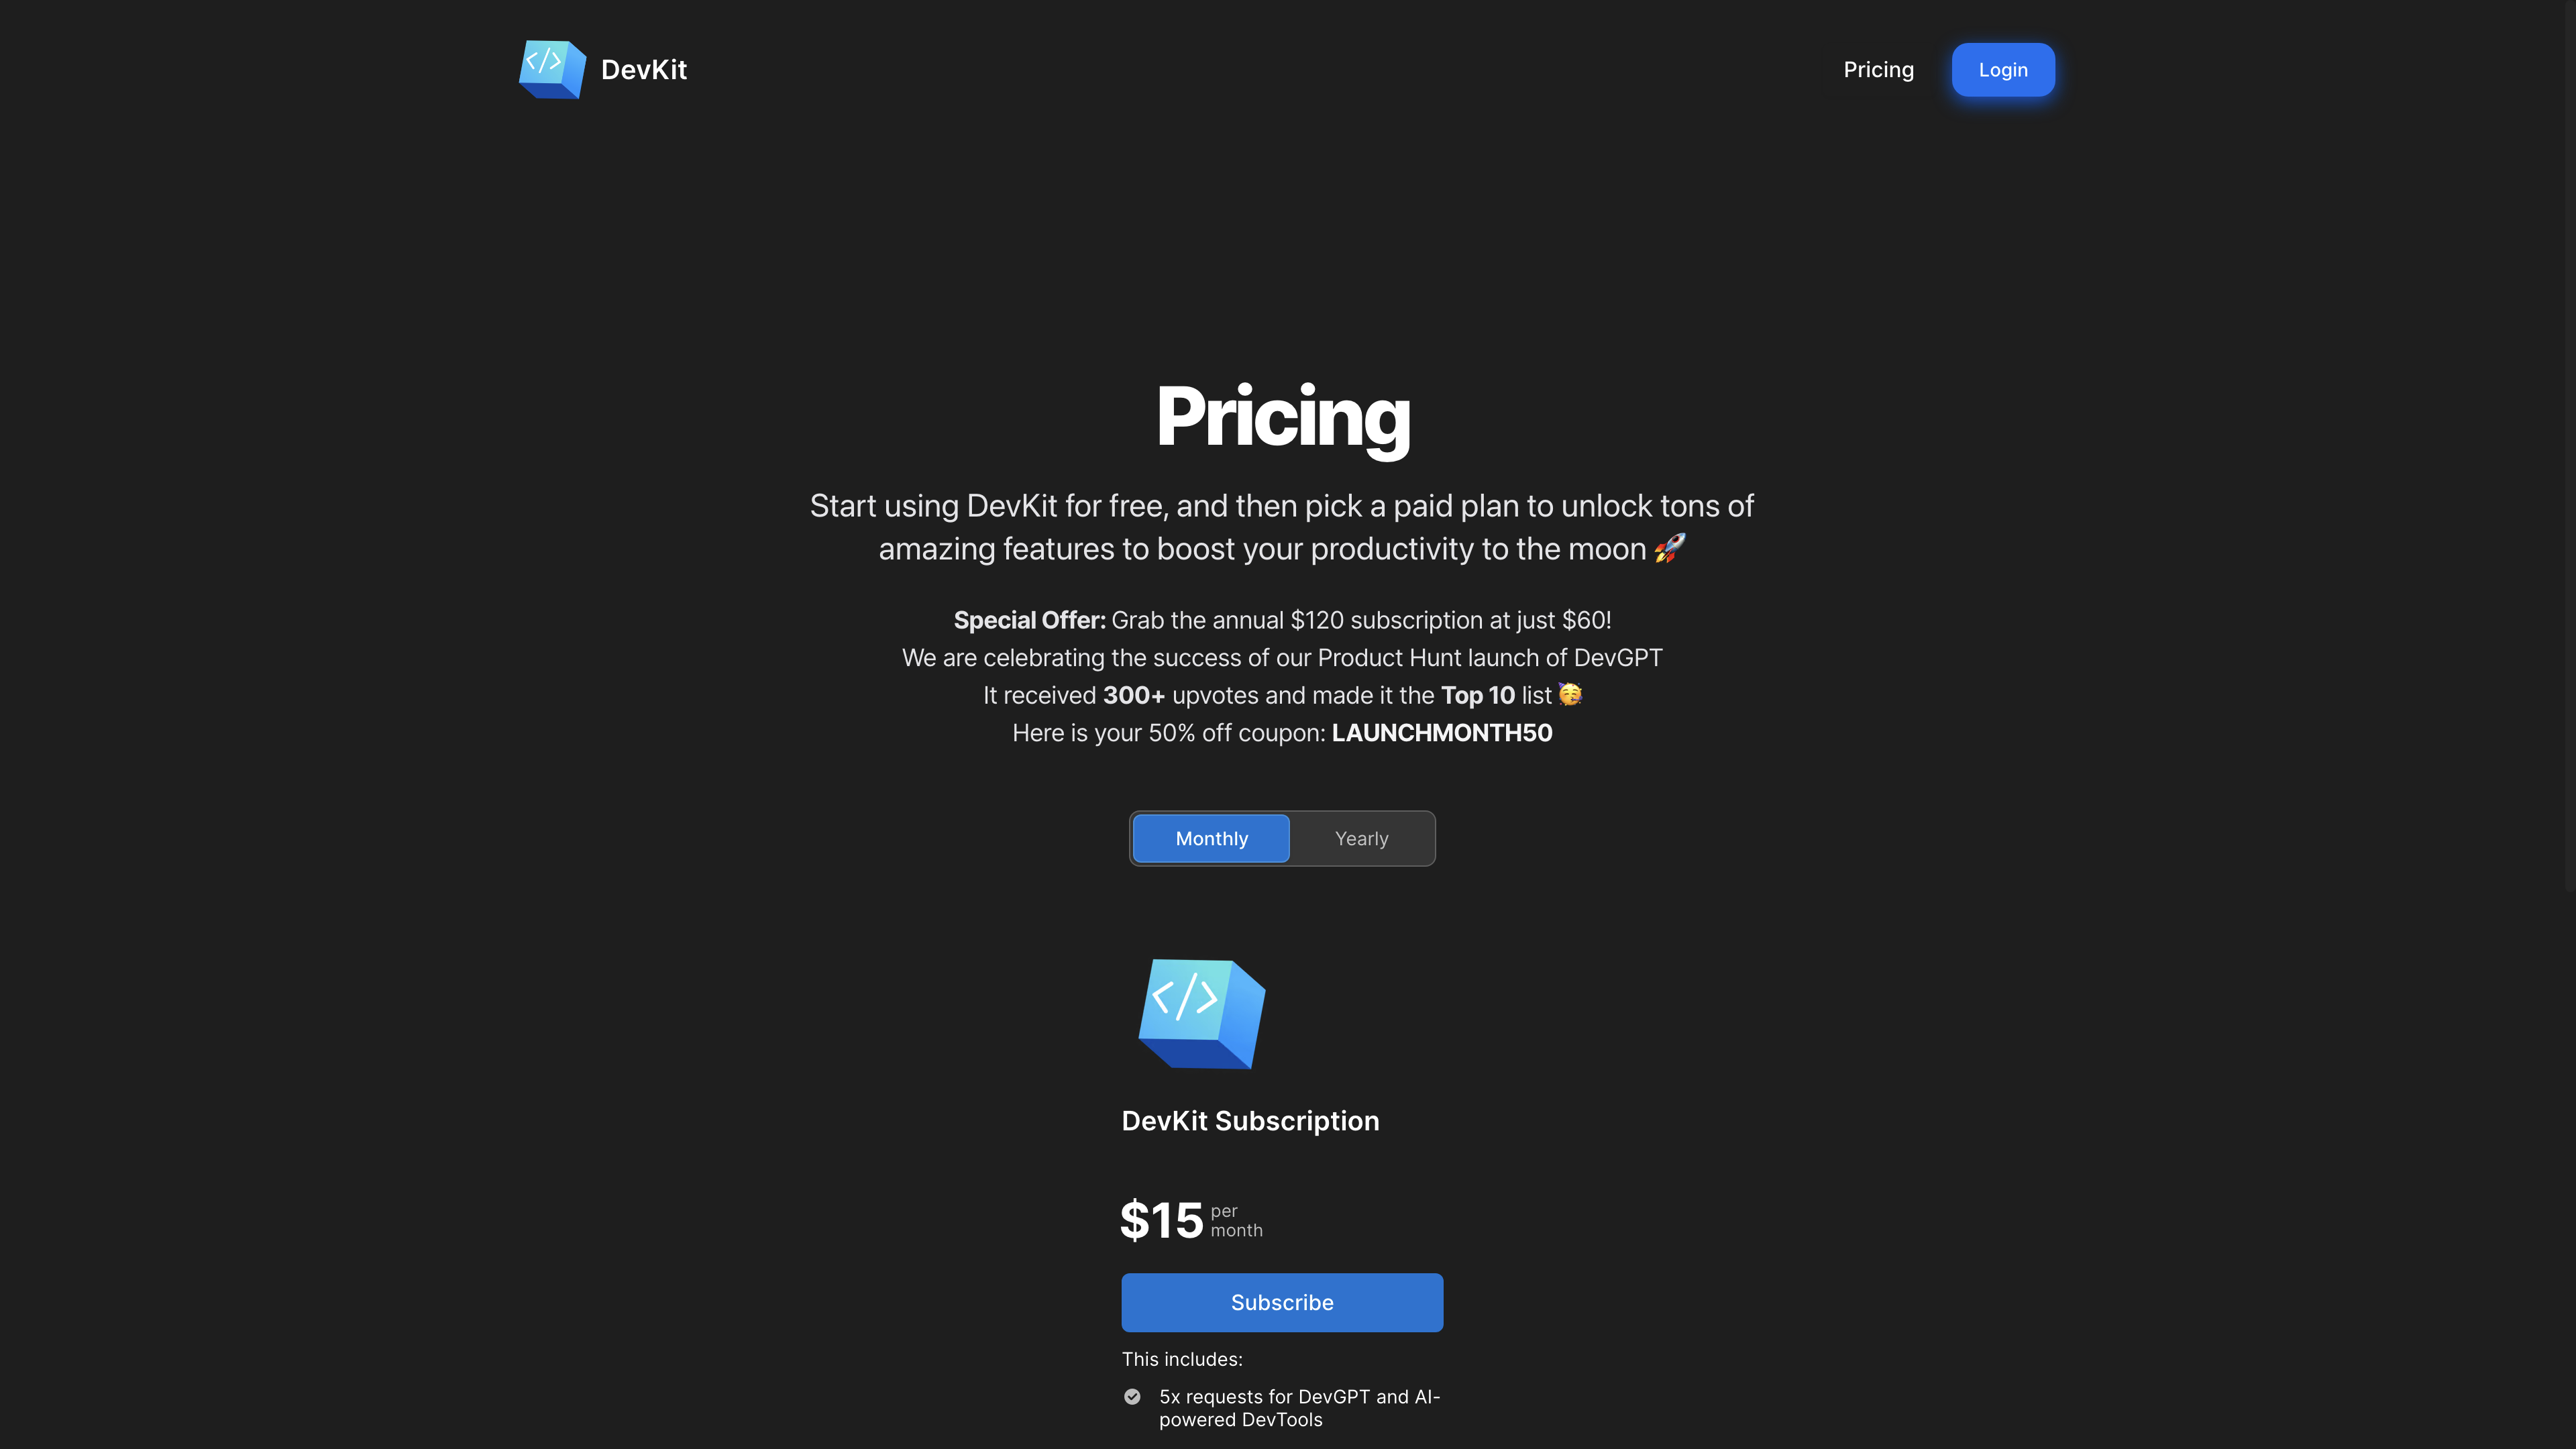 </>
DevKit
Pricing
Login
Pricing
Start using DevKit for free, and then pick a paid plan to unlock tons of
amazing features to boost your productivity to the moon 🚀
Special Offer: Grab the annual $120 subscription at just $60!
We are celebrating the success of our Product Hunt launch of DevGPT
It received 300+ upvotes and made it the Top 10 list 🥳
Here is your 50% off coupon: LAUNCHMONTH50
Monthly
Yearly
</>
DevKit Subscription
$15 per
month
Subscribe
This includes:
5x requests for DevGPT and AI-
powered DevTools